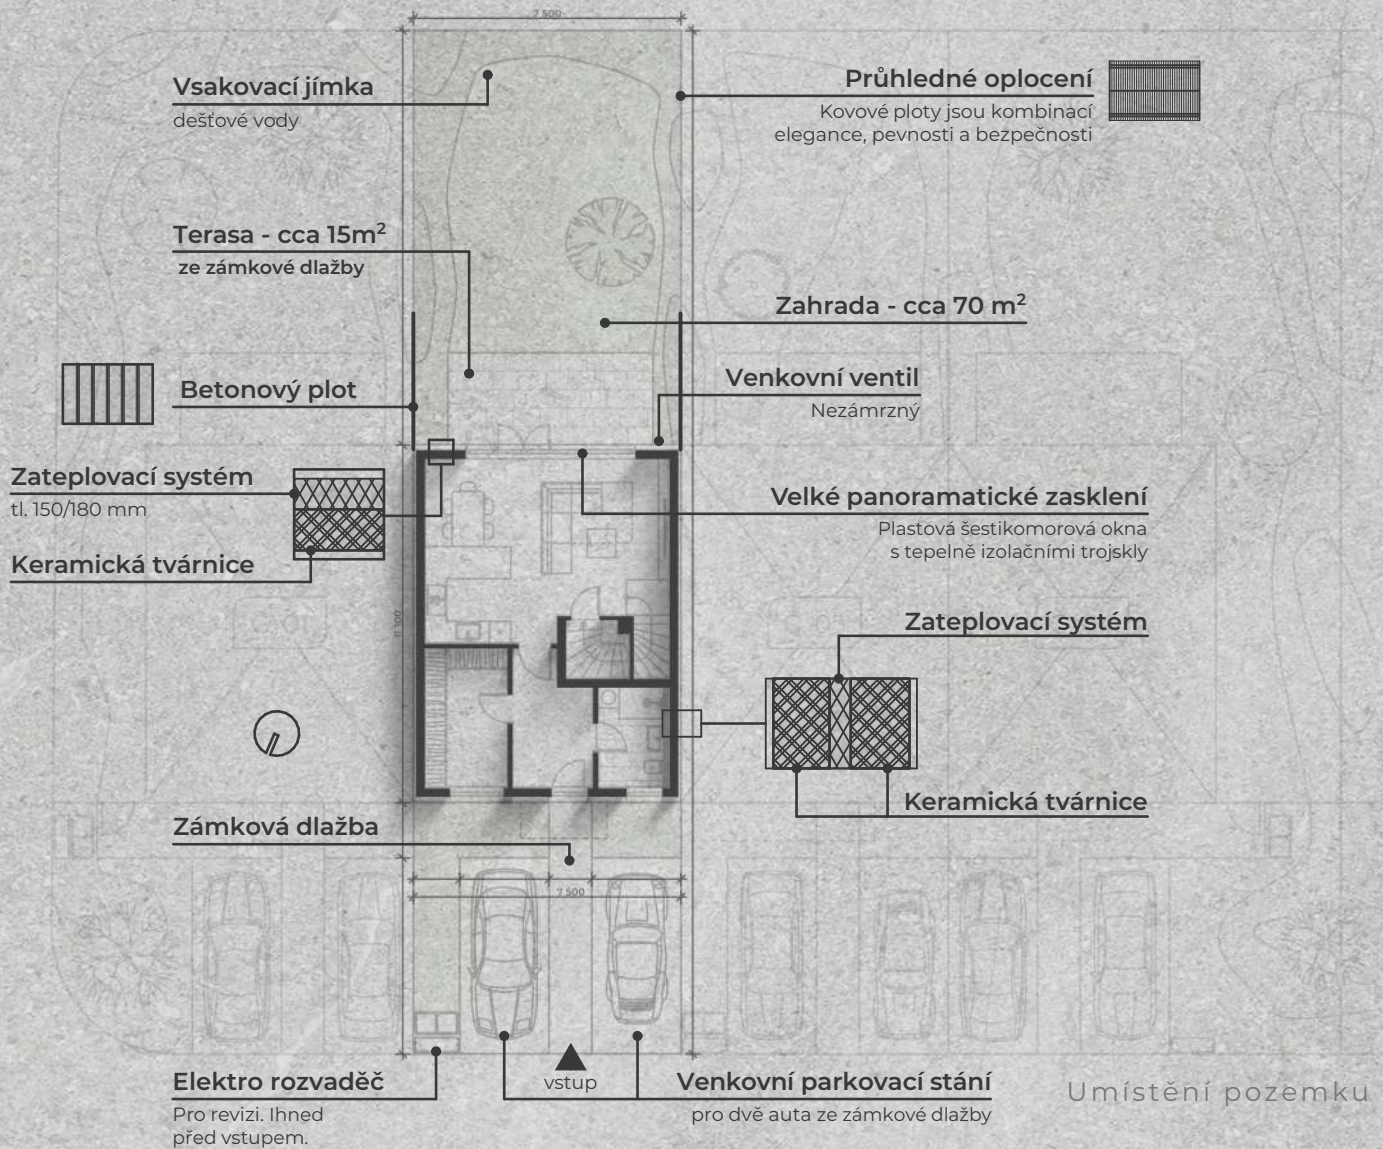 7 500
Vsakovací jímka
dešťové vody
Průhledné oplocení
Kovové ploty jsou kombinací
elegance, pevnosti a bezpečnosti
Terasa - cca 15m²
ze zámkové dlažby
Zahrada - cca 70 m²
Betonový plot
Venkovní ventil
Nezámrzný
Zateplovací systém
tl. 150/180 mm
Keramická tvárnice
Velké panoramatické zasklení
Plastová šestikomorová okna
s tepelně izolačními trojskly
Zateplovací systém
Keramická tvárnice
Zámková dlažba
7 500
Elektro rozvaděč
Pro revizi. Ihned
před vstupem.
vstup
Venkovní parkovací stání
pro dvě auta ze zámkové dlažby
Umístění pozemku